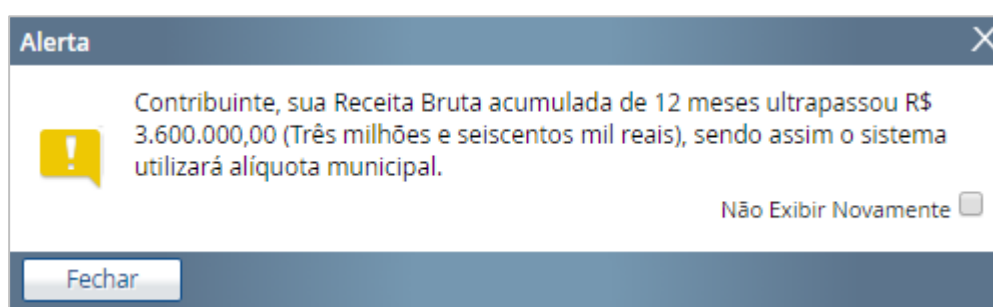 Alerta
Contribuinte, sua Receita Bruta acumulada de 12 meses ultrapassou R$
3.600.000,00 (Três milhões e seiscentos mil reais), sendo assim o sistema
utilizará alíquota municipal.
Não Exibir Novamente
Fechar